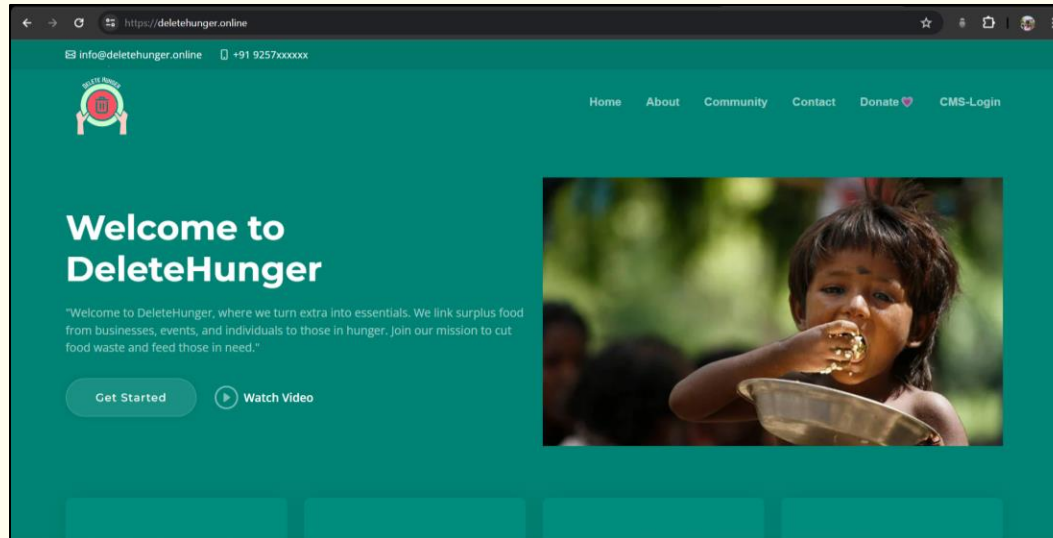 https://deletehunger.online
info@deletehunger.online +91 9257xxxxxx
DELETE HUNGER
Home About Community Contact Donate CMS-Login
Welcome to
DeleteHunger
"Welcome to DeleteHunger, where we turn extra into essentials. We link surplus food
from businesses, events, and individuals to those in hunger. Join our mission to cut
food waste and feed those in need."
Get Started Watch Video